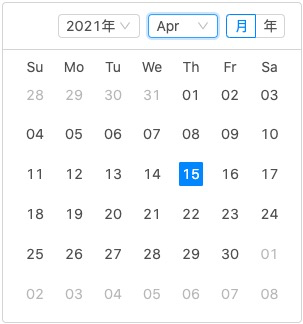 2021年 Apr 月 年
Su Mo Tu We Th Fr Sa
28 29 30 31 01 02 03
04 05 06 07 08 09 10
11 12 13 14 15 16 17
18 19 20 21 22 23 24
25 26 27 28 29 30 01
02 03 04 05 06 07 08